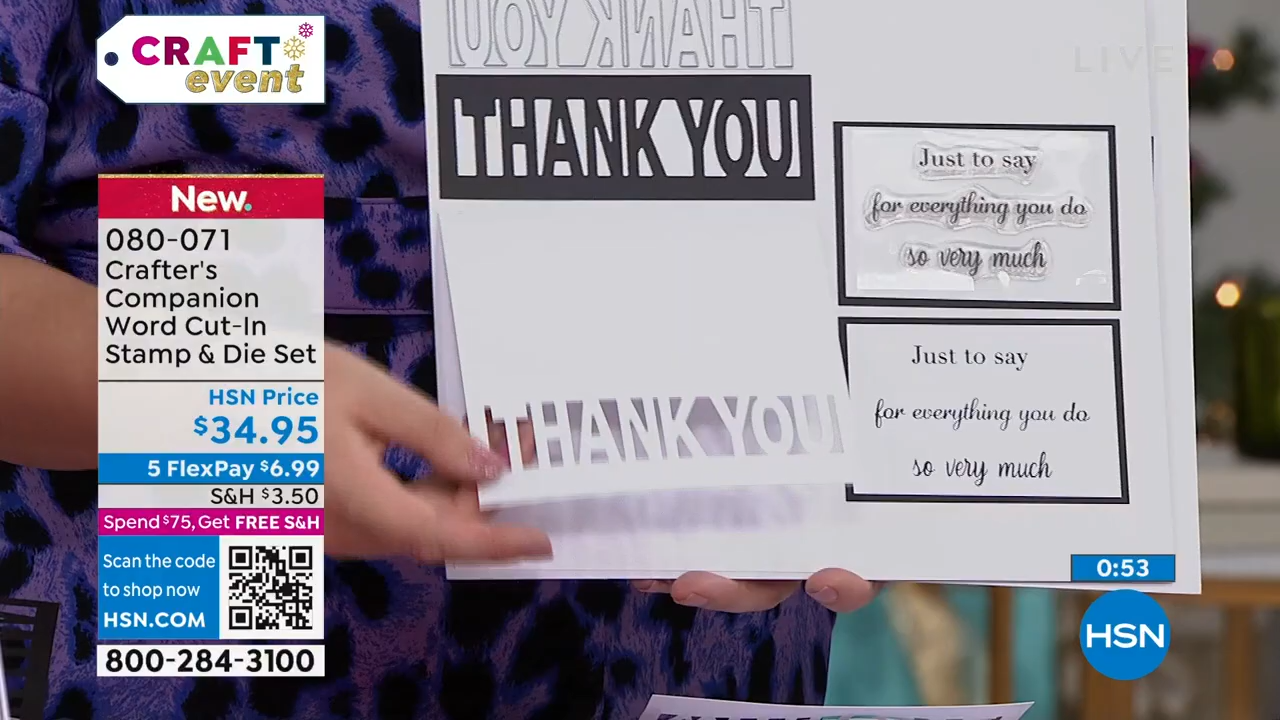 CRAFT
event
New.
080-071
Crafter's
Companion
Word Cut-In
Stamp & Die Set
HSN Price
$34.95
5 FlexPay $6.99
S&H $3.50
Spend $75, Get FREE S&H
Scan the code
to shop now
HSN.COM
800-284-3100
LIVE
THANK YOU
THANK YOU
THANK YOU
Just to say
for everything you do
so very much
Just to say
for everything you do
so very much
0:53
HSN